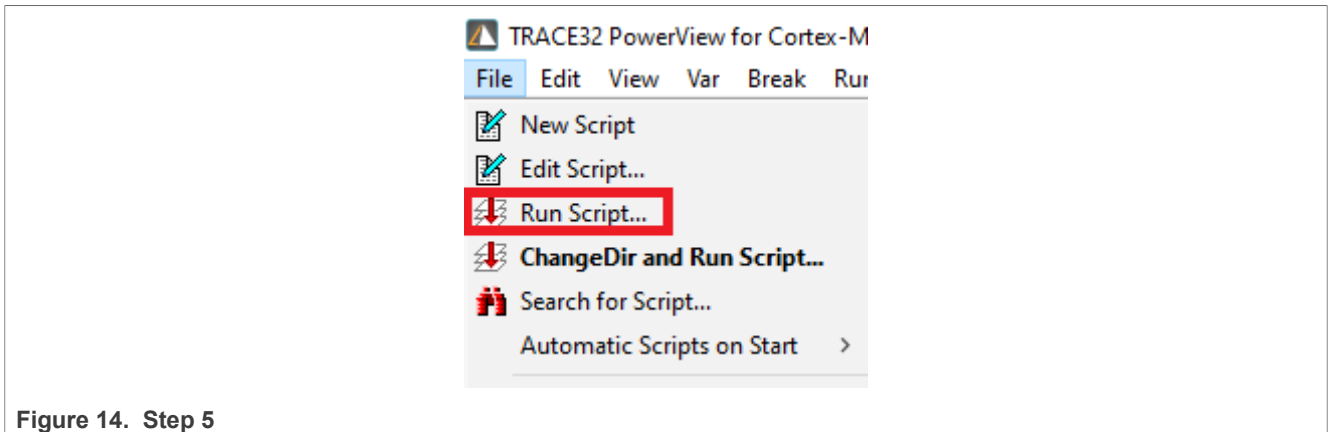 TRACE32 PowerView for Cortex-M
File Edit View Var Break Rur
New Script
Edit Script...
Run Script...
ChangeDir and Run Script...
Search for Script...
Automatic Scripts on Start >
Figure 14. Step 5